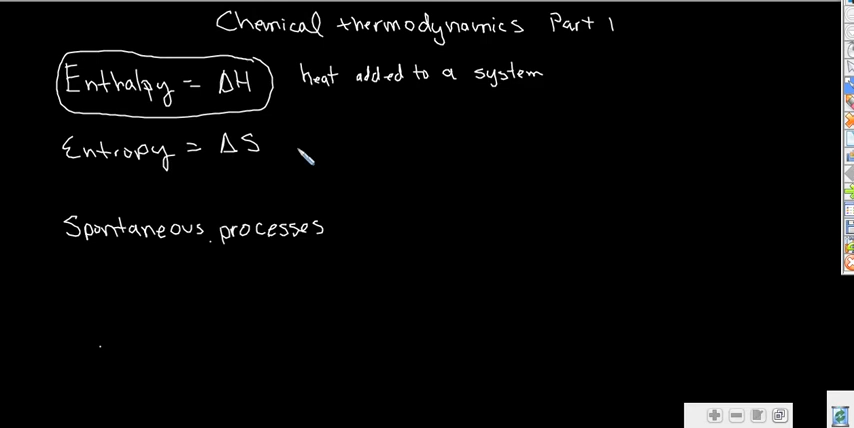 Chemical thermodynamics Part 1
Enthalpy = ΔH heat added to a system
Entropy = ΔS
Spontaneous processes